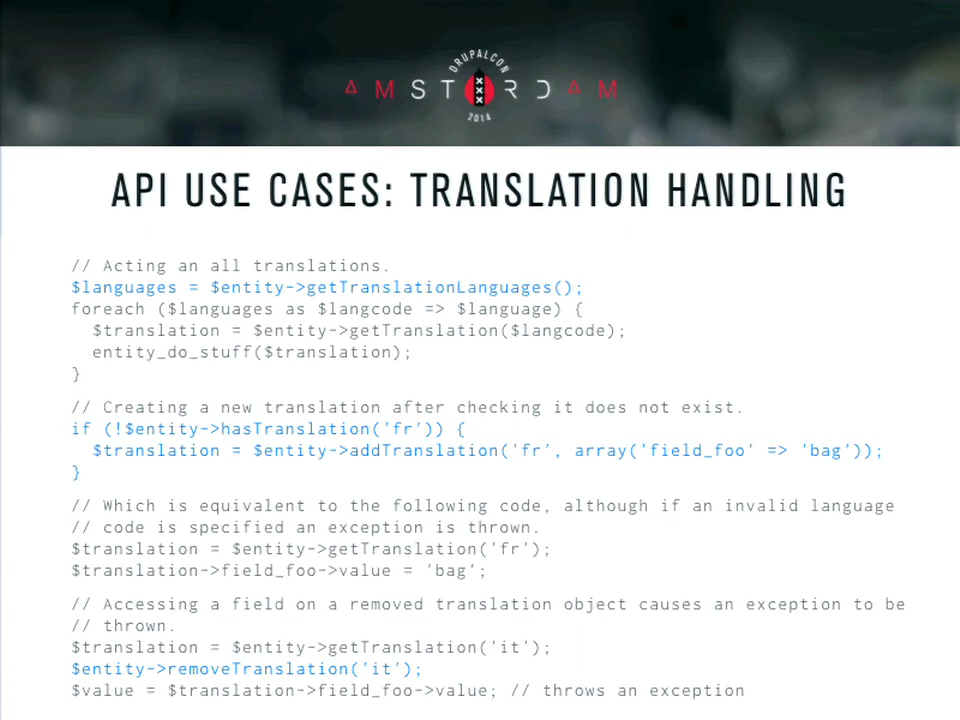 DRUPALCON
AMSTERDAM
2014
API USE CASES: TRANSLATION HANDLING
// Acting an all translations.
$languages = $entity->getTranslationLanguages();
foreach ($languages as $langcode => $language) {
  $translation = $entity->getTranslation($langcode);
  entity_do_stuff($translation);
}
// Creating a new translation after checking it does not exist.
if (!$entity->hasTranslation('fr')) {
  $translation = $entity->addTranslation('fr', array('field_foo' => 'bag'));
}
// Which is equivalent to the following code, although if an invalid language
// code is specified an exception is thrown.
$translation = $entity->getTranslation('fr');
$translation->field_foo->value = 'bag';
// Accessing a field on a removed translation object causes an exception to be
// thrown.
$translation = $entity->getTranslation('it');
$entity->removeTranslation('it');
$value = $translation->field_foo->value; // throws an exception